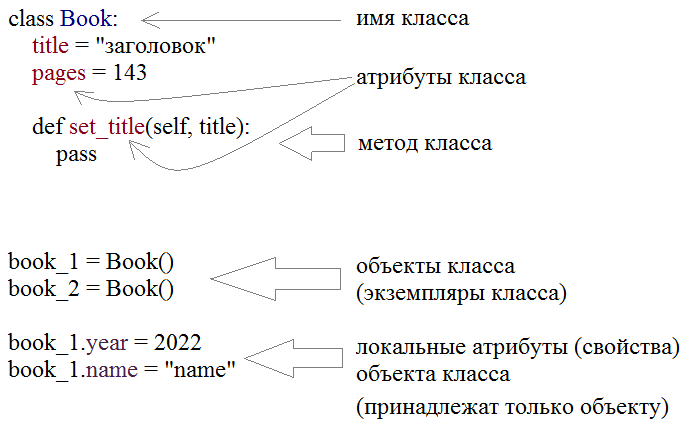 class Book:
имя класса
title = "заголовок"
pages = 143
атрибуты класса
def set_title(self, title):
pass
метод класса
book_1 = Book()
book_2 = Book()
объекты класса
(экземпляры класса)
book_1.year = 2022
book_1.name = "name"
локальные атрибуты (свойства)
объекта класса
(принадлежат только объекту)